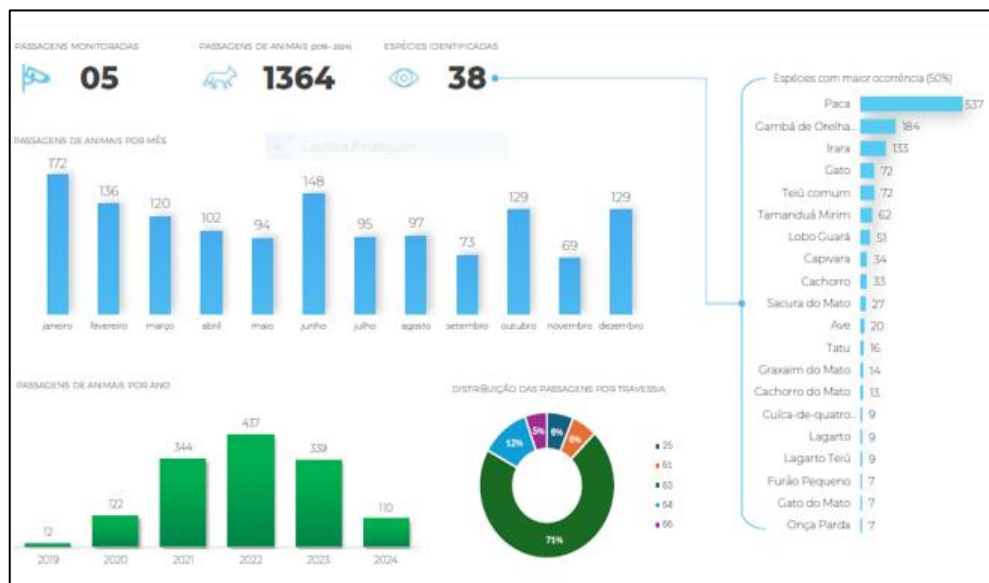 PASSAGENS MONITORADAS
05
PASSAGENS DE ANIMAIS (2019-2024)
1364
ESPÉCIES IDENTIFICADAS
38
Captura Retangular
PASSAGENS DE ANIMAIS POR MÊS
172
136
120
102
94
148
95
97
73
129
69
129
janeiro fevereiro março abril maio junho julho agosto setembro outubro novembro dezembro
PASSAGENS DE ANIMAIS POR ANO
12
122
344
437
339
110
2019 2020 2021 2022 2023 2024
DISTRIBUIÇÃO DAS PASSAGENS POR TRAVESSIA
5%
6%
6%
12%
71%
25
61
63
64
66
Espécies com maior ocorrência (50%)
Paca 537
Gambá de Orelha... 184
Irara 133
Gato 72
Teiú comum 72
Tamanduá Mirim 62
Lobo Guará 51
Capivara 34
Cachorro 33
Sacura do Mato 27
Ave 20
Tatu 16
Graxaim do Mato 14
Cachorro do Mato 13
Cuíca-de-quatro... 9
Lagarto 9
Lagarto Teiú 9
Furão Pequeno 7
Gato do Mato 7
Onça Parda 7